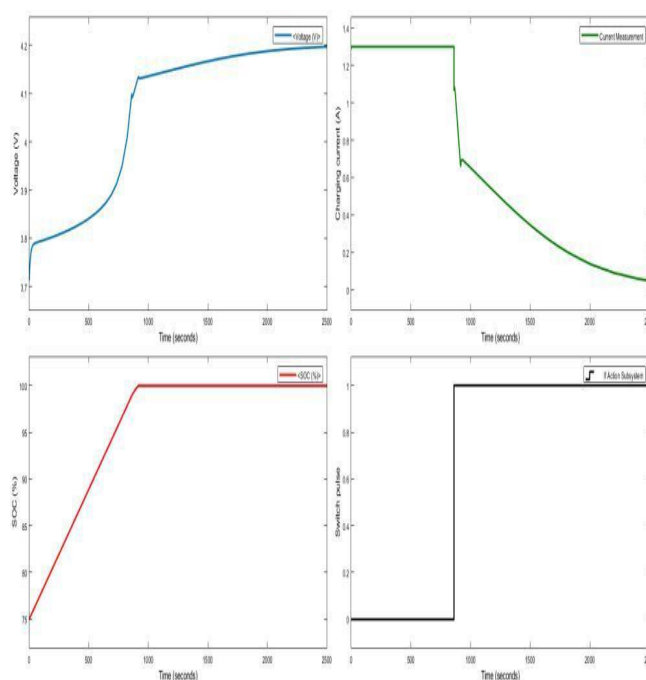 <Voltage (V)>
Voltage (V)
4.2
4.1
4
3.9
3.8
3.7
0 500 1000 1500 2000 2500
Time (seconds)
Current Measurement
Charging current (A)
1.4
1.2
1
0.8
0.6
0.4
0.2
0
0 500 1000 1500 2000
Time (seconds)
<SOC (%)>
SOC (%)
100
95
90
85
80
75
0 500 1000 1500 2000 2500
Time (seconds)
If Action Subsystem
Switch pulse
1
0.8
0.6
0.4
0.2
0
0 500 1000 1500 2000
Time (seconds)